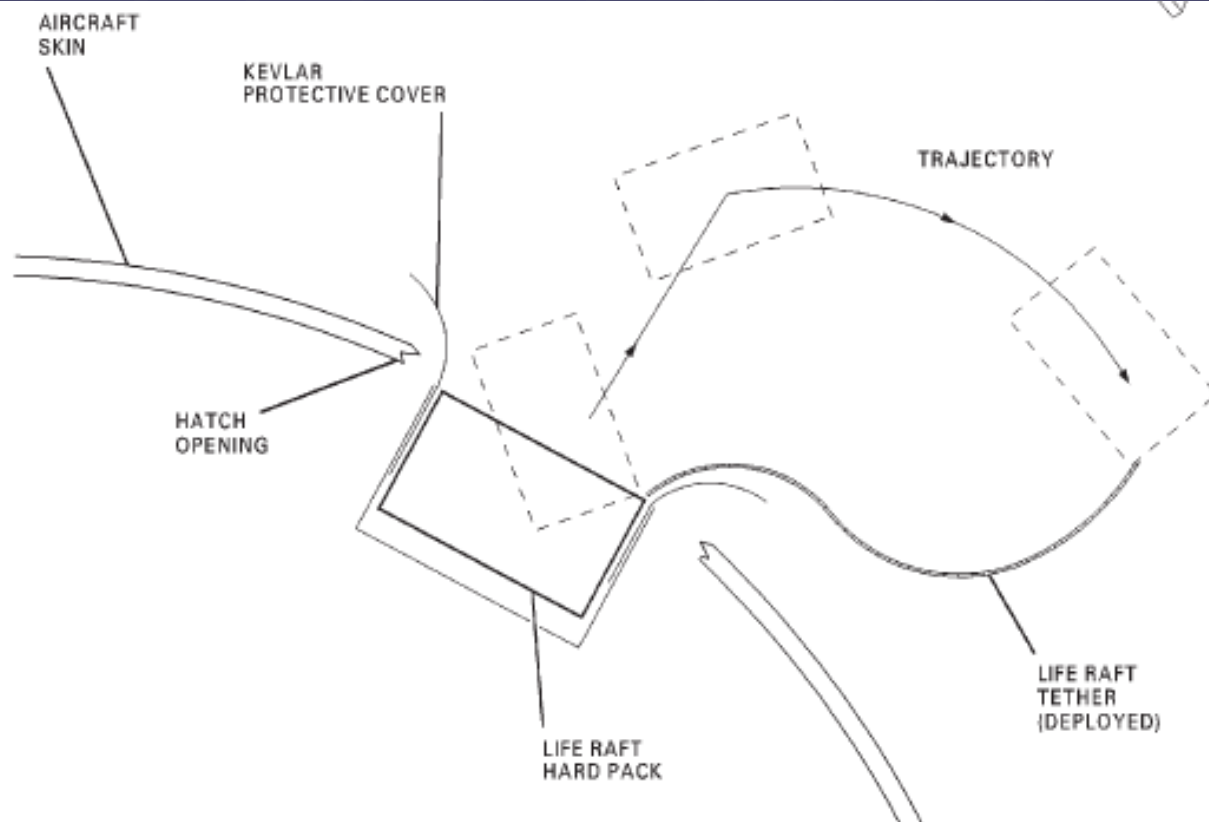 AIRCRAFT
SKIN
KEVLAR
PROTECTIVE COVER
TRAJECTORY
HATCH
OPENING
LIFE RAFT
TETHER
(DEPLOYED)
LIFE RAFT
HARD PACK